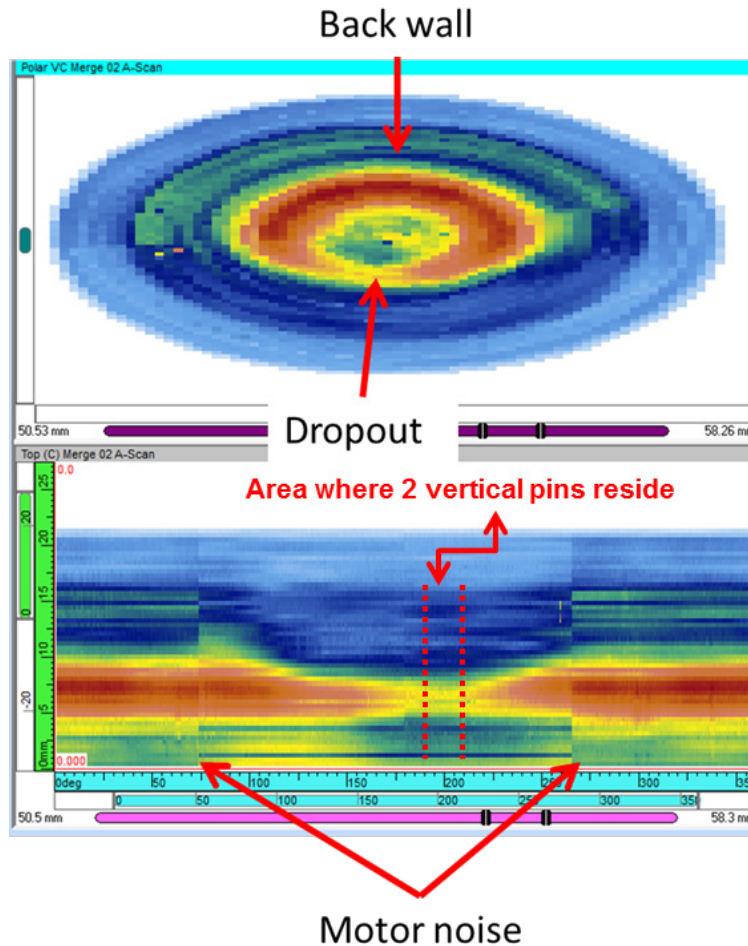 Back wall
Polar VC Merge 02 A-Scan
50.53 mm
58.26 mm
Dropout
Top (C) Merge 02 A-Scan
0.0
Area where 2 vertical pins reside
25
20
15
10
5
0mm
20
0
-20
0.000
0deg 50 100 150 200 250 300
0 50 100 150 200 250 300
50.5 mm
58.3 mm
Motor noise